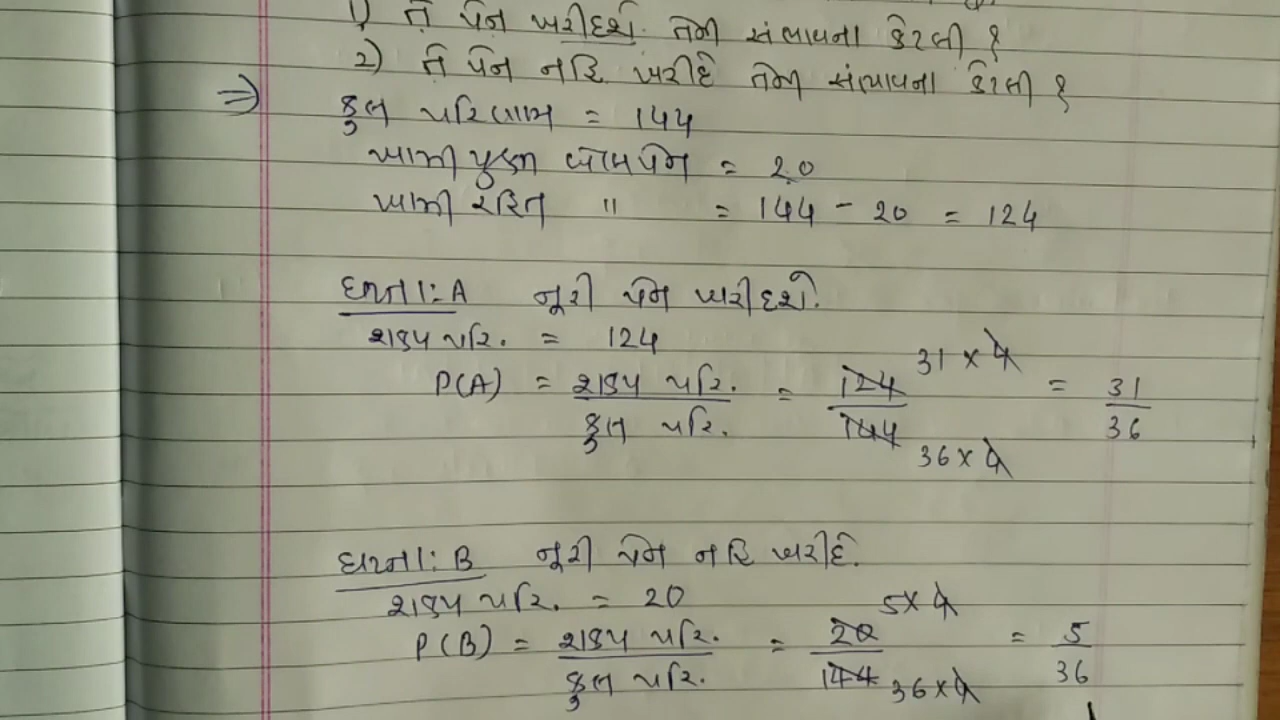 1) તે પેન ખરીદશે. તેની સંભાવના કેટલી ?
2) તે પેન નહિ ખરીદે તેની સંભાવના કેટલી ?
⇒ કુલ પરિણામ = 144
ખામી યુક્ત બોલપેન = 20
ખામી રહિત " = 144 - 20 = 124
ઘટના : A નૂરી પેન ખરીદશે.
શક્ય પરિ. = 124
P(A) = શક્ય પરિ. / કુલ પરિ. = 124 / 144 31 × 4 / 36 × 4 = 31 / 36
ઘટના : B નૂરી પેન નહિ ખરીદે.
શક્ય પરિ. = 20
P(B) = શક્ય પરિ. / કુલ પરિ. = 20 / 144 5 × 4 / 36 × 4 = 5 / 36